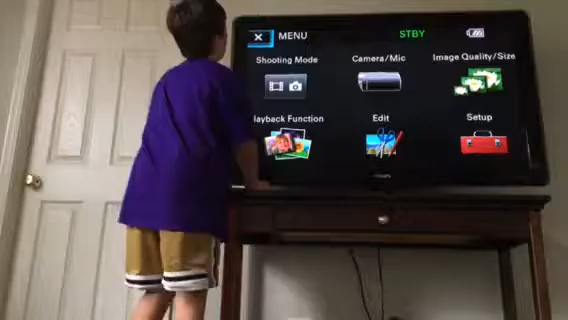 X MENU STBY
Shooting Mode Camera/Mic Image Quality/Size
layback Function Edit Setup